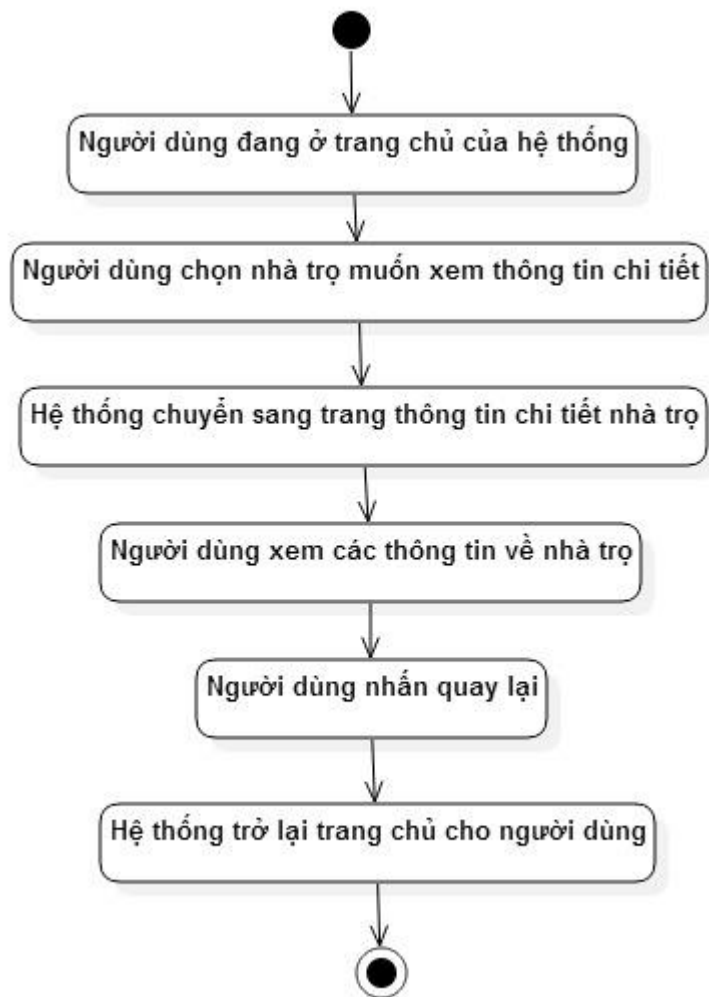 Người dùng đang ở trang chủ của hệ thống
Người dùng chọn nhà trọ muốn xem thông tin chi tiết
Hệ thống chuyển sang trang thông tin chi tiết nhà trọ
Người dùng xem các thông tin về nhà trọ
Người dùng nhấn quay lại
Hệ thống trở lại trang chủ cho người dùng